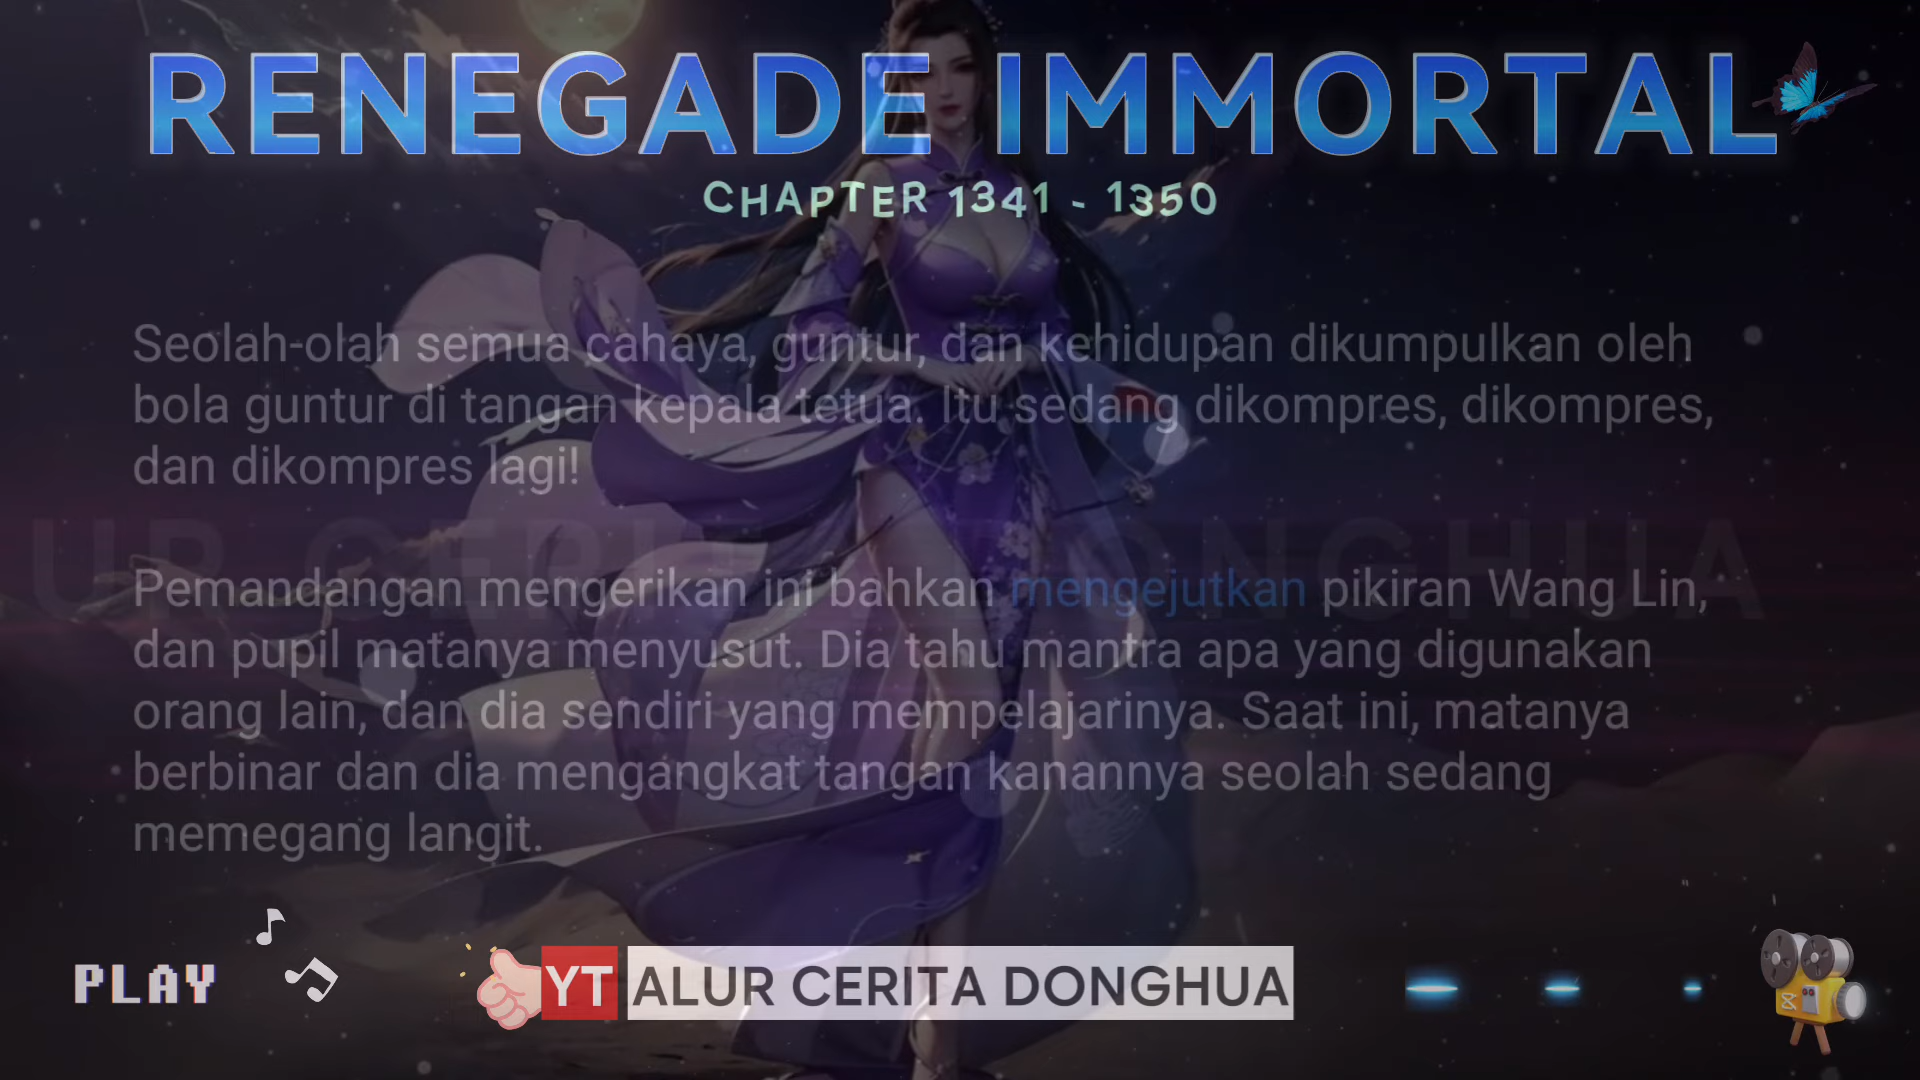 RENEGADE IMMORTAL
CHAPTER 1341 - 1350
Seolah-olah semua cahaya, guntur, dan kehidupan dikumpulkan oleh
bola guntur di tangan kepala tetua. Itu sedang dikompres, dikompres,
dan dikompres lagi!
UR CERITA DONGHUA
Pemandangan mengerikan ini bahkan mengejutkan pikiran Wang Lin,
dan pupil matanya menyusut. Dia tahu mantra apa yang digunakan
orang lain, dan dia sendiri yang mempelajarinya. Saat ini, matanya
berbinar dan dia mengangkat tangan kanannya seolah sedang
memegang langit.
PLAY
YT ALUR CERITA DONGHUA